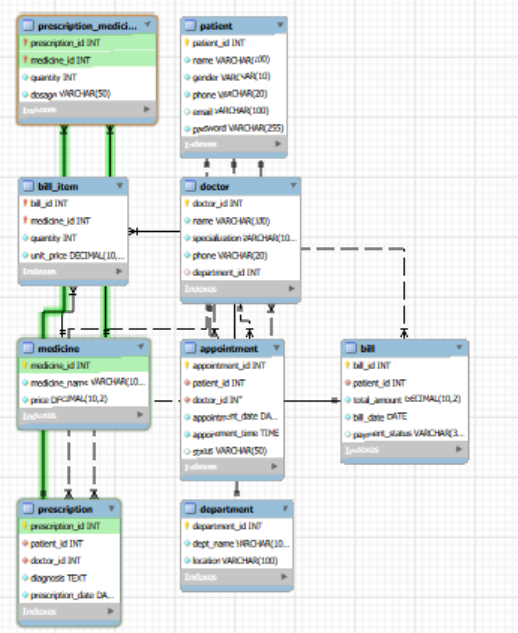 prescription_medici...
prescription_id INT
medicine_id INT
quantity INT
dosage VARCHAR(50)
Indexes
patient
patient_id INT
name VARCHAR(100)
gender VARCHAR(10)
phone VARCHAR(20)
email VARCHAR(100)
password VARCHAR(255)
Indexes
bill_item
bill_id INT
medicine_id INT
quantity INT
unit_price DECIMAL(10,...
Indexes
doctor
doctor_id INT
name VARCHAR(100)
specialization VARCHAR(10...
phone VARCHAR(20)
department_id INT
Indexes
medicine
medicine_id INT
medicine_name VARCHAR(10...
price DECIMAL(10,2)
Indexes
appointment
appointment_id INT
patient_id INT
doctor_id INT
appointment_date DA...
appointment_time TIME
status VARCHAR(50)
Indexes
bill
bill_id INT
patient_id INT
total_amount DECIMAL(10,2)
bill_date DATE
payment_status VARCHAR(3...
Indexes
prescription
prescription_id INT
patient_id INT
doctor_id INT
diagnosis TEXT
prescription_date DA...
Indexes
department
department_id INT
dept_name VARCHAR(10...
location VARCHAR(100)
Indexes